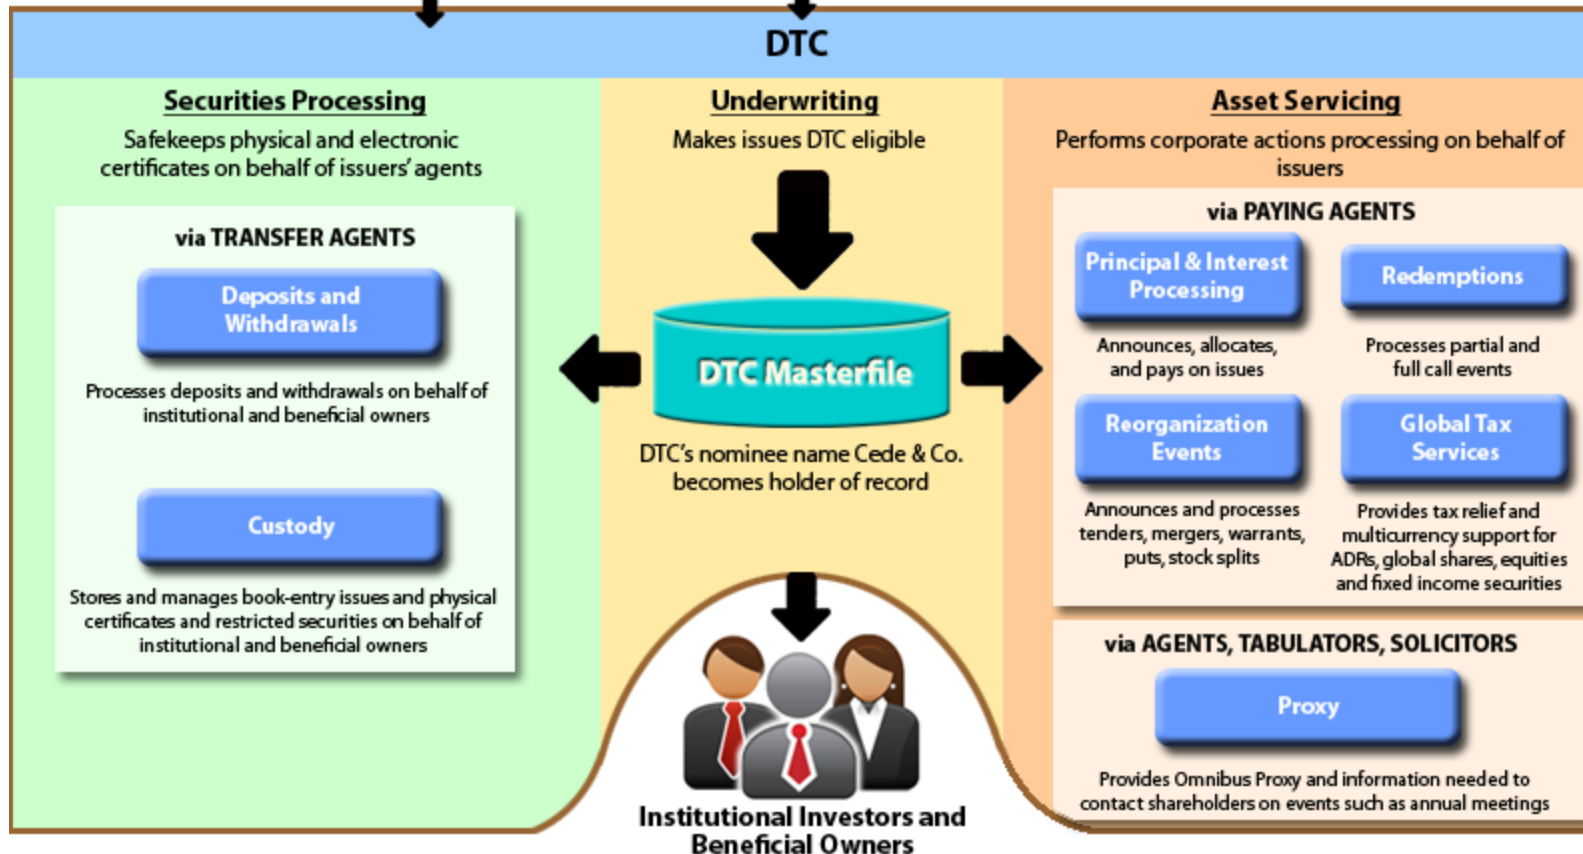 DTC
Securities Processing
Safekeeps physical and electronic
certificates on behalf of issuers' agents
via TRANSFER AGENTS
Deposits and
Withdrawals
Processes deposits and withdrawals on behalf of
institutional and beneficial owners
Custody
Stores and manages book-entry issues and physical
certificates and restricted securities on behalf of
institutional and beneficial owners
Underwriting
Makes issues DTC eligible
DTC Masterfile
DTC's nominee name Cede & Co.
becomes holder of record
Institutional Investors and
Beneficial Owners
Asset Servicing
Performs corporate actions processing on behalf of
issuers
via PAYING AGENTS
Principal & Interest
Processing
Announces, allocates,
and pays on issues
Redemptions
Processes partial and
full call events
Reorganization
Events
Announces and processes
tenders, mergers, warrants,
puts, stock splits
Global Tax
Services
Provides tax relief and
multicurrency support for
ADRs, global shares, equities
and fixed income securities
via AGENTS, TABULATORS, SOLICITORS
Proxy
Provides Omnibus Proxy and information needed to
contact shareholders on events such as annual meetings